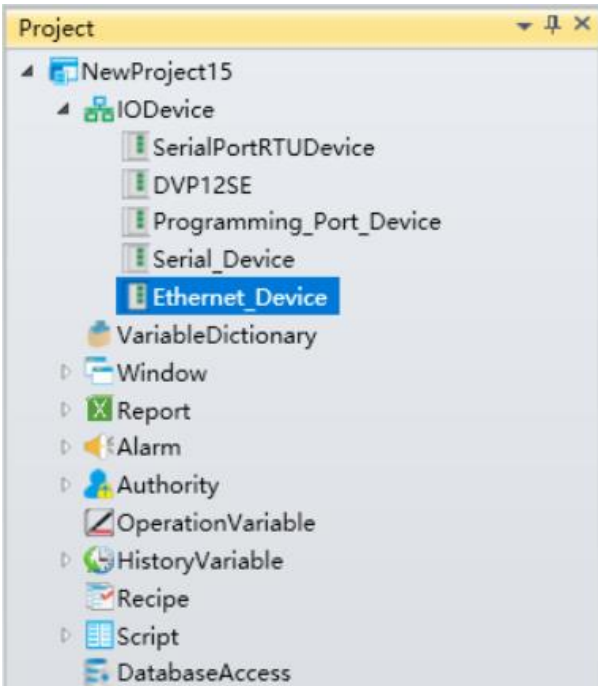 Project
NewProject15
IODevice
SerialPortRTUDevice
DVP12SE
Programming_Port_Device
Serial_Device
Ethernet_Device
VariableDictionary
Window
Report
Alarm
Authority
OperationVariable
HistoryVariable
Recipe
Script
DatabaseAccess